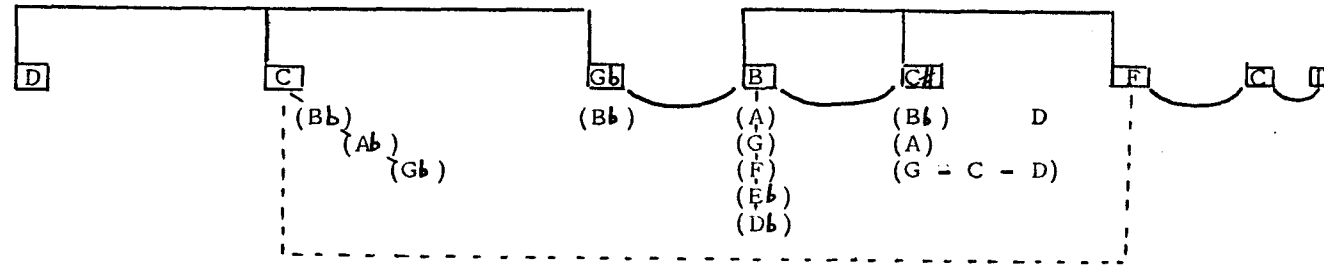 D C Gb B C# F C
(Bb) (Bb) (A) (Bb) D
(Ab) (G) (A)
(Gb) (F) (G - C - D)
(Eb)
(Db)